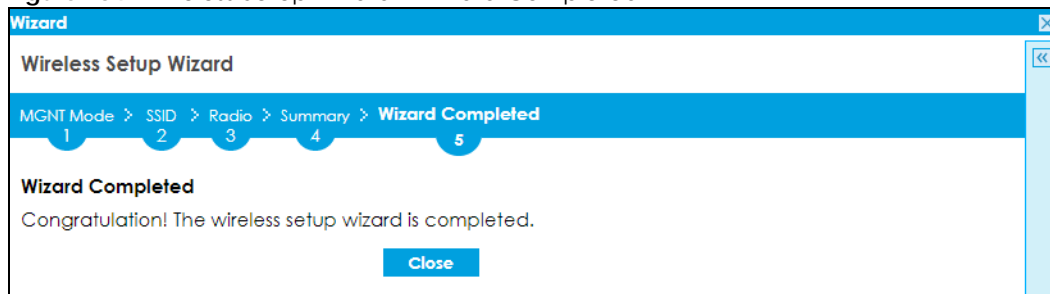 Wizard
Wireless Setup Wizard
MGNT Mode > SSID > Radio > Summary > Wizard Completed
1 2 3 4 5
Wizard Completed
Congratulation! The wireless setup wizard is completed.
Close